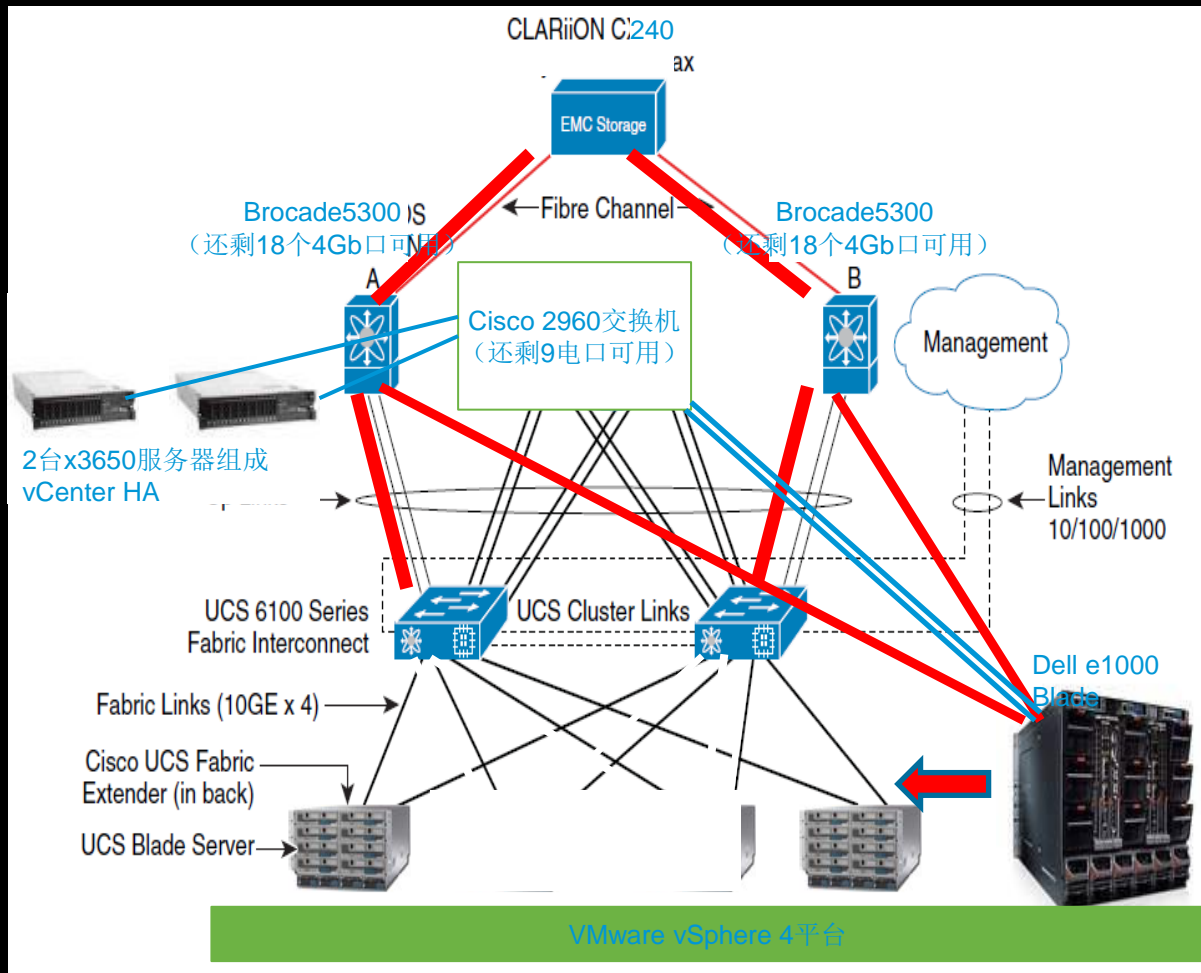 CLARiiON C
240
ax
EMC Storage
Brocade5300
（还剩18个4Gb口可用）
Fibre Channel
Brocade5300
（还剩18个4Gb口可用）
A
B
Cisco 2960交换机
（还剩9电口可用）
Management
2台x3650服务器组成
vCenter HA
Management
Links
10/100/1000
UCS 6100 Series
Fabric Interconnect
UCS Cluster Links
Dell e1000
Blade
Fabric Links (10GE x 4)
Cisco UCS Fabric
Extender (in back)
UCS Blade Server
VMware vSphere 4平台